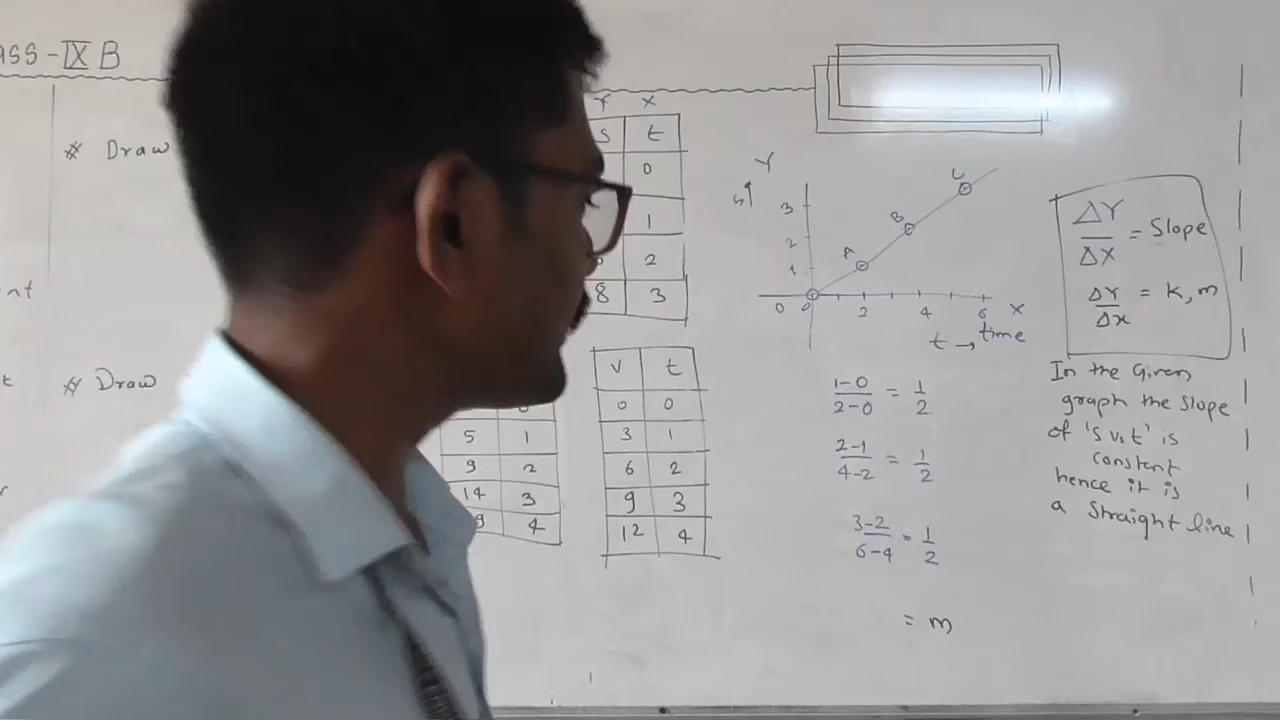 ASS - IX B
# Draw
nt
t
# Draw
Y X
S t
0
1
2
8 3
5 1
9 2
14 3
9 4
V t
0 0
3 1
6 2
9 3
12 4
Y
s↑
3
2
1
A
B
C
0 0 2 4 6 X
t → time
1-0/2-0 = 1/2
2-1/4-2 = 1/2
3-2/6-4 = 1/2
= m
ΔY/ΔX = Slope
ΔY/Δx = K, m
In the Given
graph the slope
of 's v.t' is
constant
hence it is
a straight line